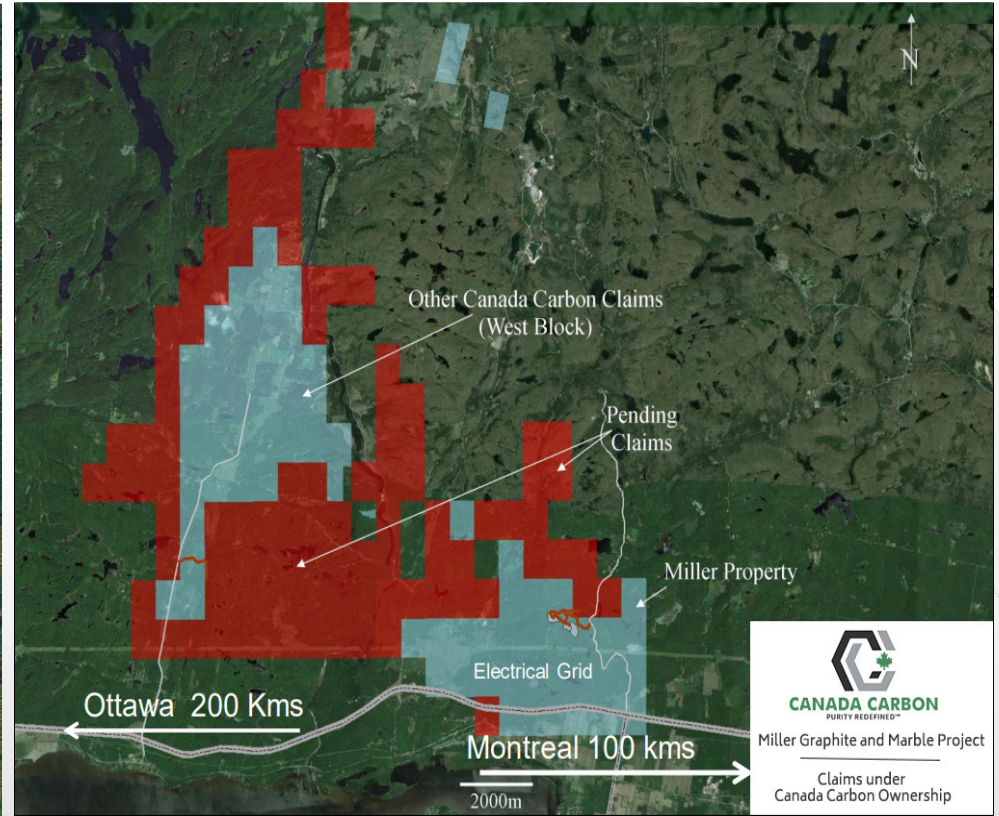 N
Other Canada Carbon Claims
(West Block)
Pending
Claims
Miller Property
Electrical Grid
Ottawa 200 Kms
Montreal 100 kms
2000m
CANADA CARBON
PURITY REDEFINED™
Miller Graphite and Marble Project
Claims under
Canada Carbon Ownership